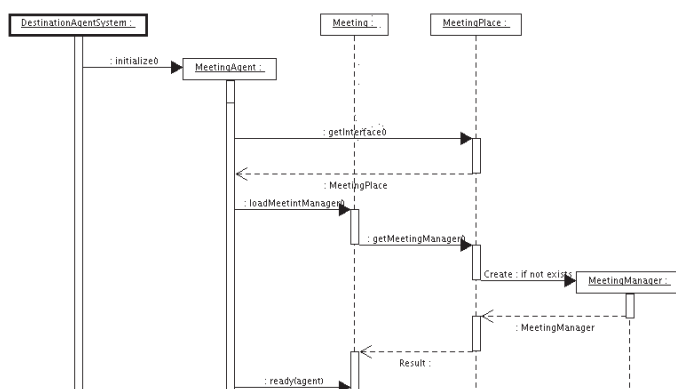 DestinationAgentSystem :
Meeting :
MeetingPlace :
: initialize()
MeetingAgent :
: getInterface()
: MeetingPlace
: loadMeetintManager()
: getMeetingManager()
Create : if not exists
MeetingManager :
: MeetingManager
Result :
: ready(agent)